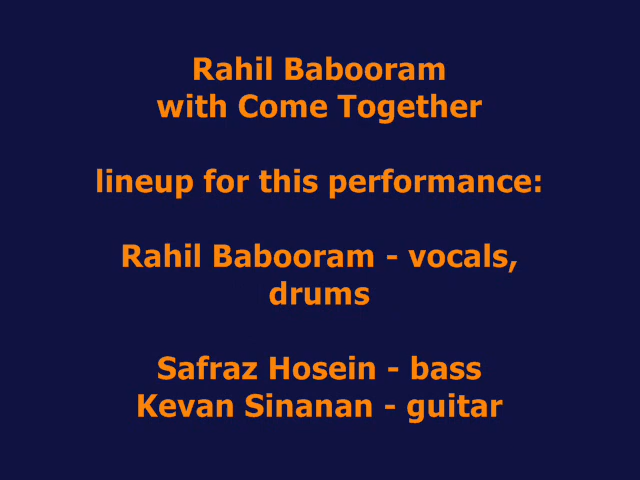 Rahil Babooram
with Come Together
lineup for this performance:
Rahil Babooram - vocals,
drums
Safraz Hosein - bass
Kevan Sinanan - guitar